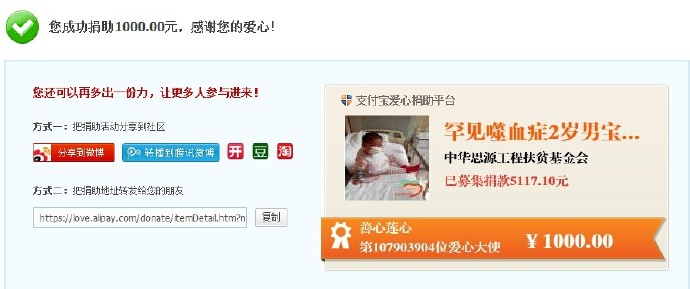 您成功捐助1000.00元，感谢您的爱心！
您还可以再多出一份力，让更多人参与进来！
方式一：把捐助活动分享到社区
分享到微博
转播到腾讯微博
开
豆
淘
方式二：把捐助地址转发给您的朋友
https://love.alipay.com/donate/itemDetail.htm?n
复制
支付宝爱心捐助平台
罕见噬血症2岁男宝...
中华思源工程扶贫基金会
已募集捐款5117.10元
善心莲心
第107903904位爱心大使
¥ 1000.00